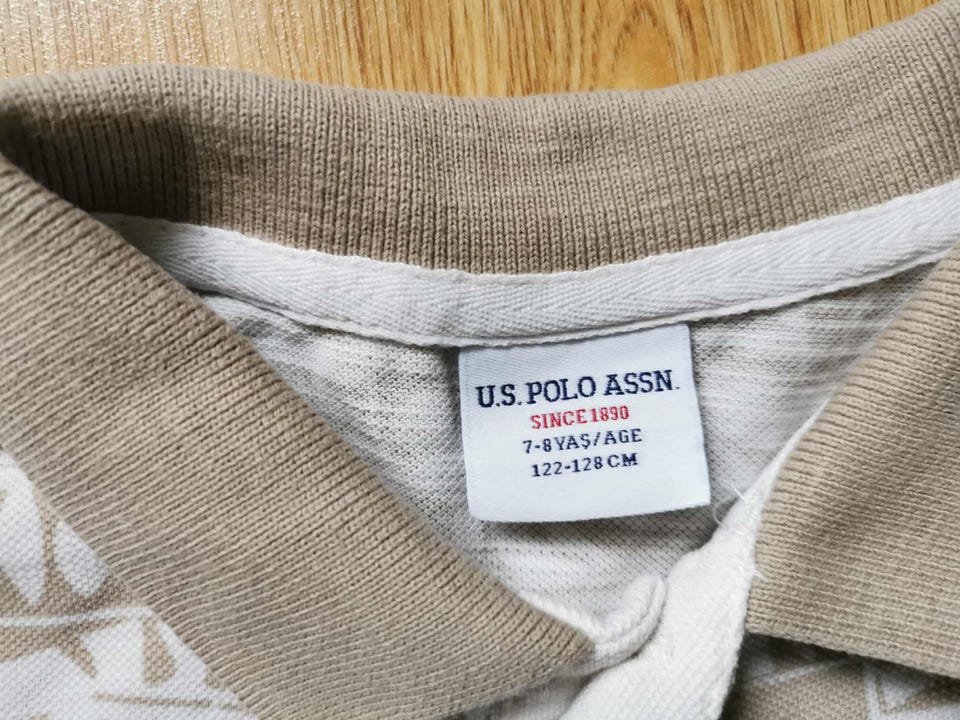 U.S. POLO ASSN.
SINCE 1890
7-8 YAŞ/AGE
122-128 CM